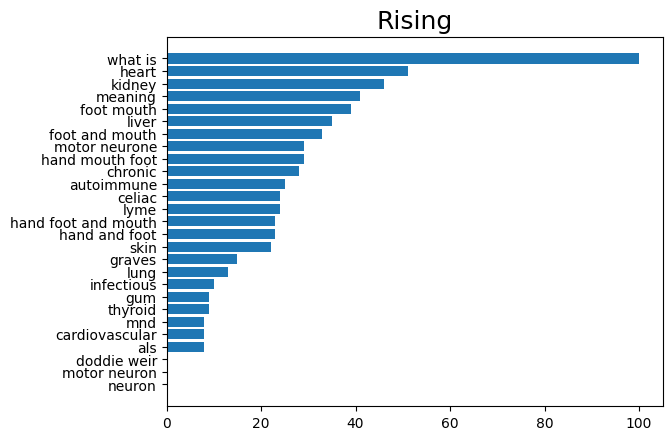 Rising
what is
heart
kidney
meaning
foot mouth
liver
foot and mouth
motor neurone
hand mouth foot
chronic
autoimmune
celiac
lyme
hand foot and mouth
hand and foot
skin
graves
lung
infectious
gum
thyroid
mnd
cardiovascular
als
doddie weir
motor neuron
neuron
0 20 40 60 80 100